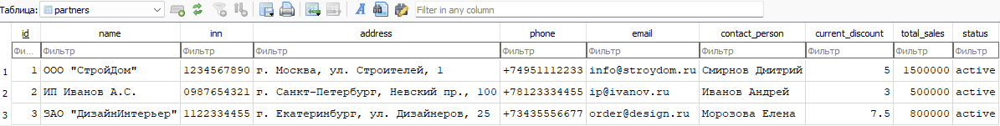 Таблица: partners Filter in any column
id name inn address phone email contact_person current_discount total_sales status
Фи... Фильтр Фильтр Фильтр Фильтр Фильтр Фильтр Фильтр Фильтр Фильтр
1 1 ООО "СтройДом" 1234567890 г. Москва, ул. Строителей, 1 +74951112233 info@stroydom.ru Смирнов Дмитрий 5 1500000 active
2 2 ИП Иванов А.С. 0987654321 г. Санкт-Петербург, Невский пр., 100 +78123334455 ip@ivanov.ru Иванов Андрей 3 500000 active
3 3 ЗАО "ДизайнИнтерьер" 1122334455 г. Екатеринбург, ул. Дизайнеров, 25 +73435556677 order@design.ru Морозова Елена 7.5 800000 active